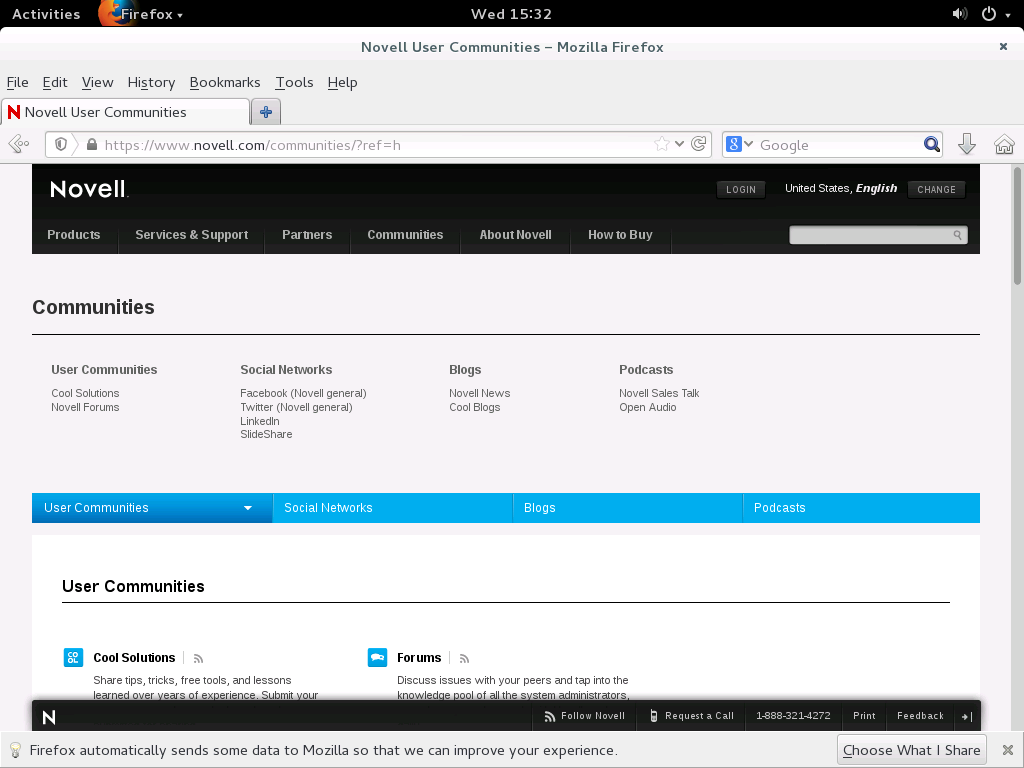 Activities Firefox Wed 15:32
Novell User Communities – Mozilla Firefox
File Edit View History Bookmarks Tools Help
Novell User Communities
https://www.novell.com/communities/?ref=h Google
Novell. LOGIN United States, English CHANGE
Products Services & Support Partners Communities About Novell How to Buy
Communities
User Communities Social Networks Blogs Podcasts
Cool Solutions Facebook (Novell general) Novell News Novell Sales Talk
Novell Forums Twitter (Novell general) Cool Blogs Open Audio
LinkedIn
SlideShare
User Communities Social Networks Blogs Podcasts
User Communities
CO OL Cool Solutions Forums
Share tips, tricks, free tools, and lessons Discuss issues with your peers and tap into the
learned over years of experience. Submit your knowledge pool of all the system administrators,
N Follow Novell Request a Call 1-888-321-4272 Print Feedback
Firefox automatically sends some data to Mozilla so that we can improve your experience. Choose What I Share